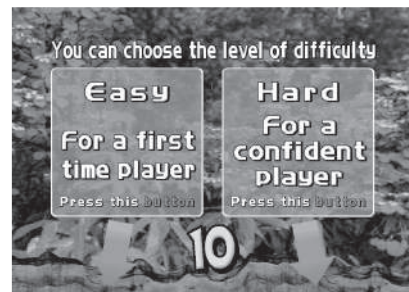 You can choose the level of difficulty
Easy
For a first
time player
Press this button
Hard
For a
confident
player
Press this button
10